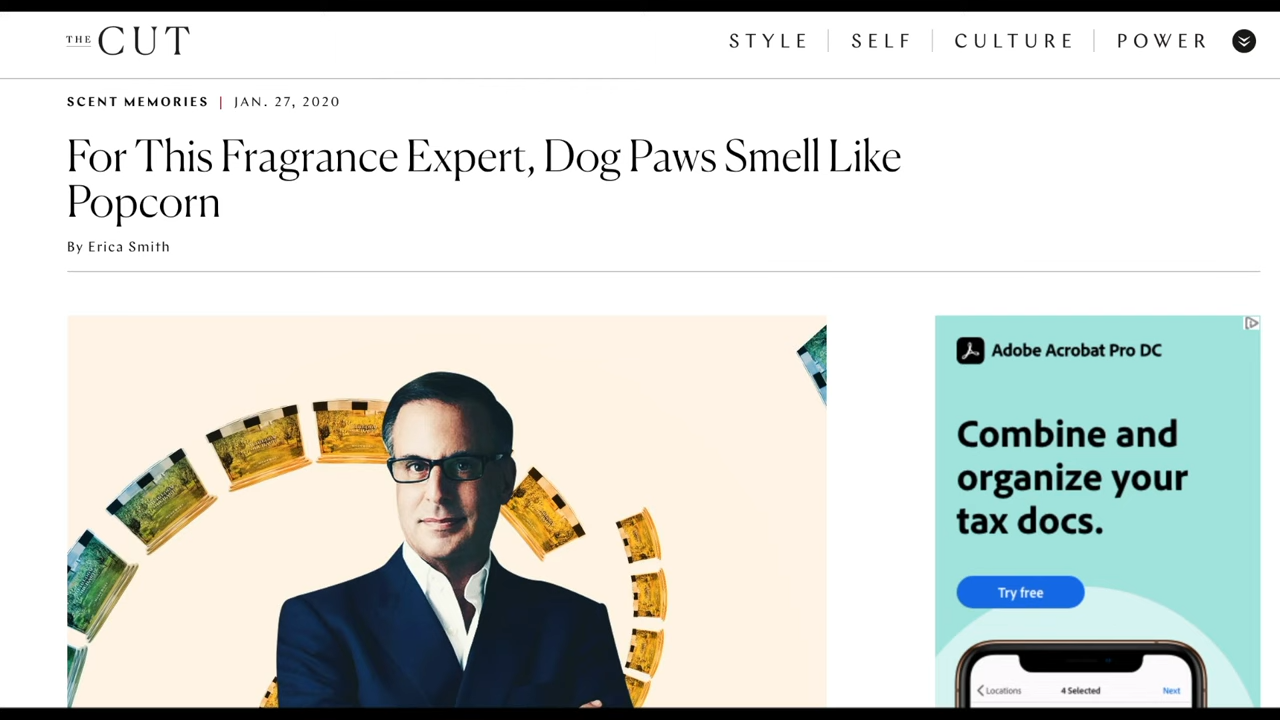 THE CUT
STYLE SELF CULTURE POWER
SCENT MEMORIES | JAN. 27, 2020
For This Fragrance Expert, Dog Paws Smell Like
Popcorn
By Erica Smith
Adobe Acrobat Pro DC
Combine and
organize your
tax docs.
Try free
Locations 4 Selected Next